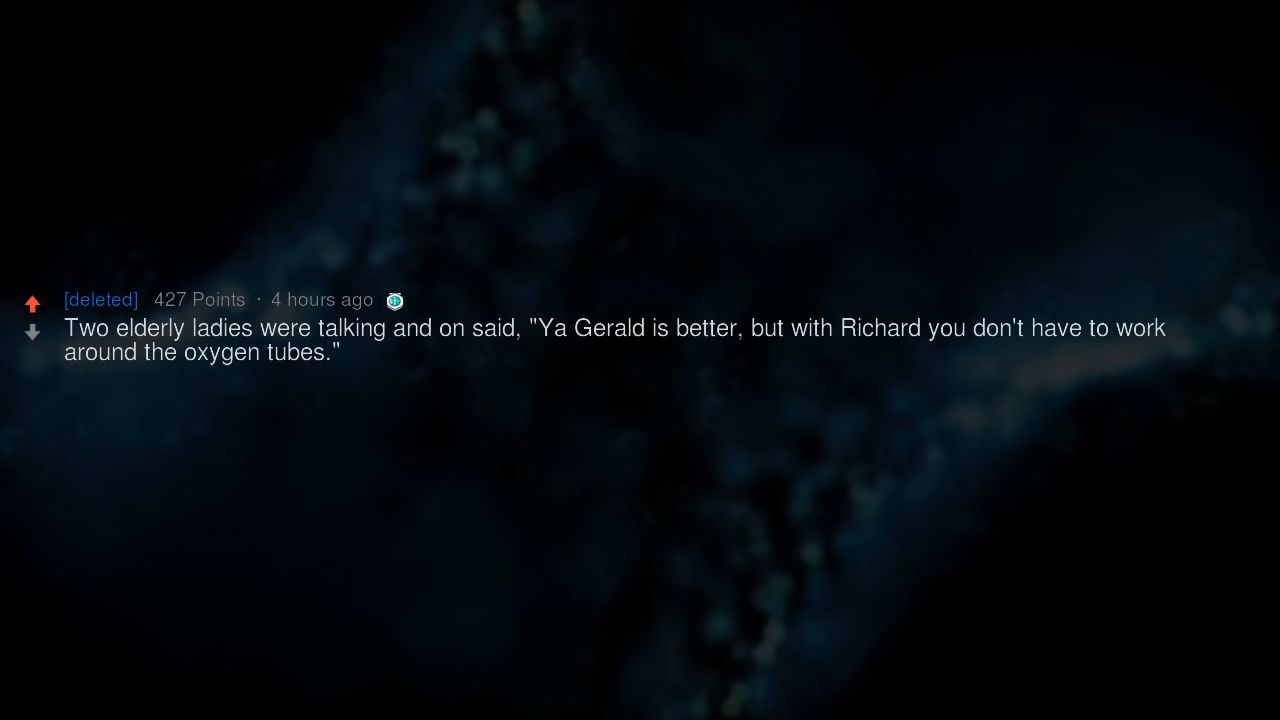 [deleted] 427 Points · 4 hours ago
Two elderly ladies were talking and on said, "Ya Gerald is better, but with Richard you don't have to work
around the oxygen tubes."